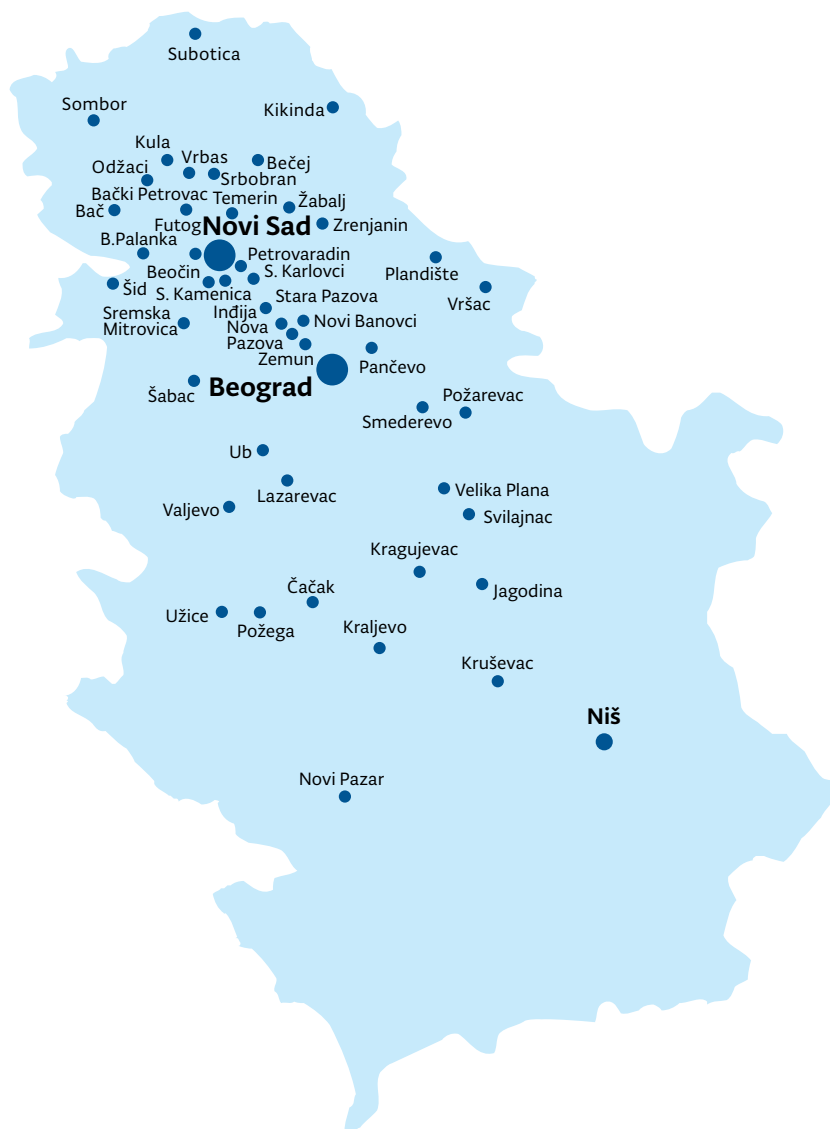 Subotica
Sombor
Kikinda
Kula
Vrbas
Bečej
Odžaci
Srbobran
Bački Petrovac
Temerin
Žabalj
Bač
Futog
Novi Sad
Zrenjanin
B.Palanka
Petrovaradin
Plandište
Beočin
S. Karlovci
Šid
S. Kamenica
Stara Pazova
Vršac
Sremska
Mitrovica
Inđija
Nova
Pazova
Novi Banovci
Zemun
Pančevo
Beograd
Šabac
Požarevac
Smederevo
Ub
Lazarevac
Velika Plana
Valjevo
Svilajnac
Kragujevac
Čačak
Jagodina
Užice
Požega
Kraljevo
Kruševac
Niš
Novi Pazar